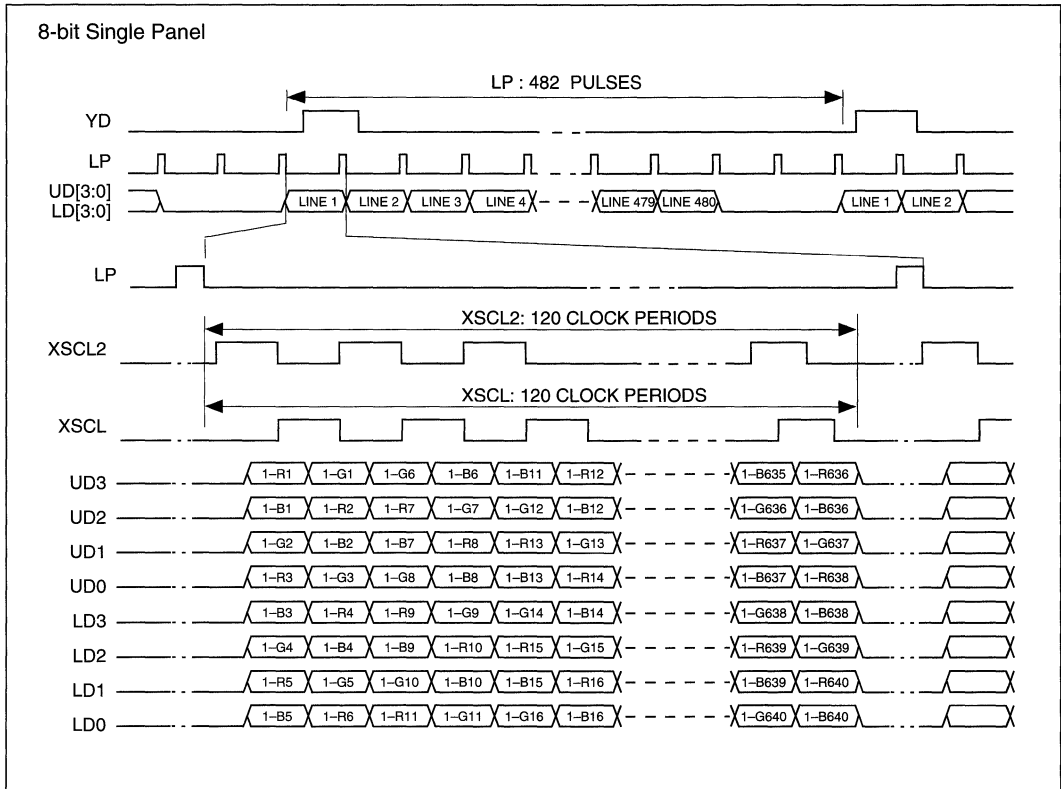 8-bit Single Panel
LP : 482 PULSES
YD
LP
UD[3:0]
LD[3:0]
LINE 1 LINE 2 LINE 3 LINE 4 LINE 479 LINE 480 LINE 1 LINE 2
LP
XSCL2: 120 CLOCK PERIODS
XSCL2
XSCL: 120 CLOCK PERIODS
XSCL
UD3 1–R1 1–G1 1–G6 1–B6 1–B11 1–R12 1–B635 1–R636
UD2 1–B1 1–R2 1–R7 1–G7 1–G12 1–B12 1–G636 1–B636
UD1 1–G2 1–B2 1–B7 1–R8 1–R13 1–G13 1–R637 1–G637
UD0 1–R3 1–G3 1–G8 1–B8 1–B13 1–R14 1–B637 1–R638
LD3 1–B3 1–R4 1–R9 1–G9 1–G14 1–B14 1–G638 1–B638
LD2 1–G4 1–B4 1–B9 1–R10 1–R15 1–G15 1–R639 1–G639
LD1 1–R5 1–G5 1–G10 1–B10 1–B15 1–R16 1–B639 1–R640
LD0 1–B5 1–R6 1–R11 1–G11 1–G16 1–B16 1–G640 1–B640